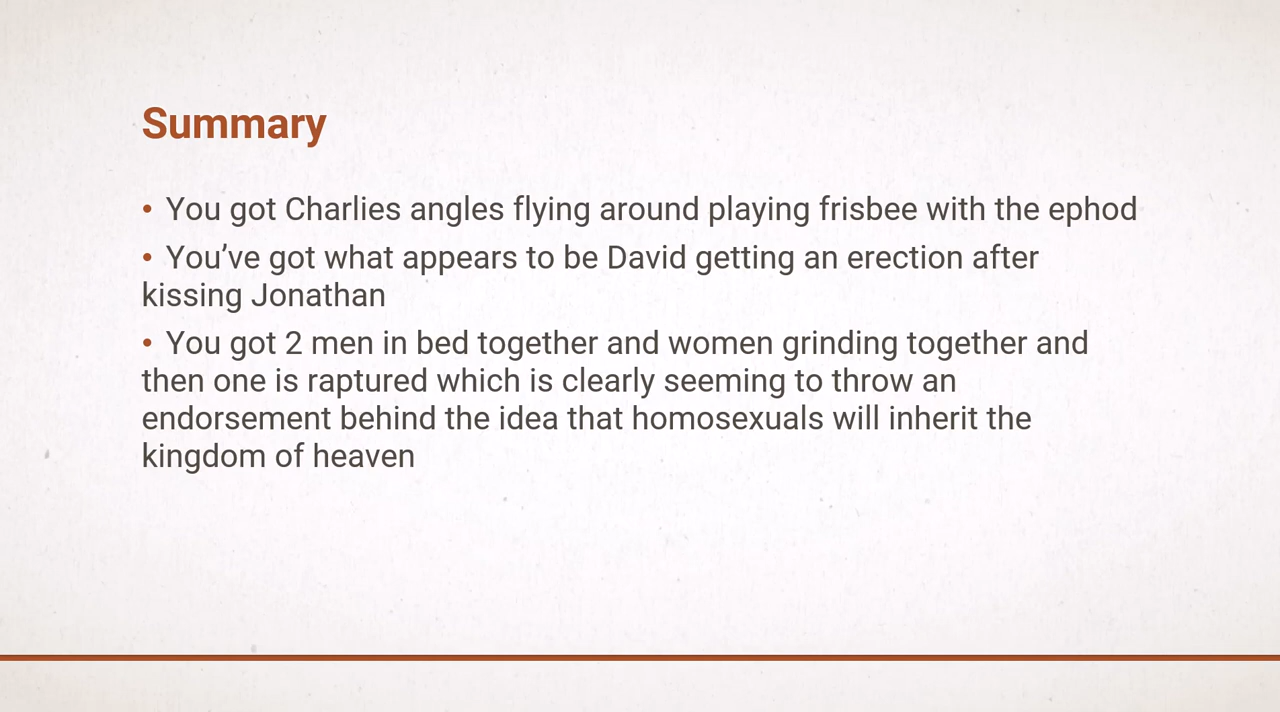 Summary
• You got Charlies angles flying around playing frisbee with the ephod
• You’ve got what appears to be David getting an erection after
kissing Jonathan
• You got 2 men in bed together and women grinding together and
then one is raptured which is clearly seeming to throw an
endorsement behind the idea that homosexuals will inherit the
kingdom of heaven